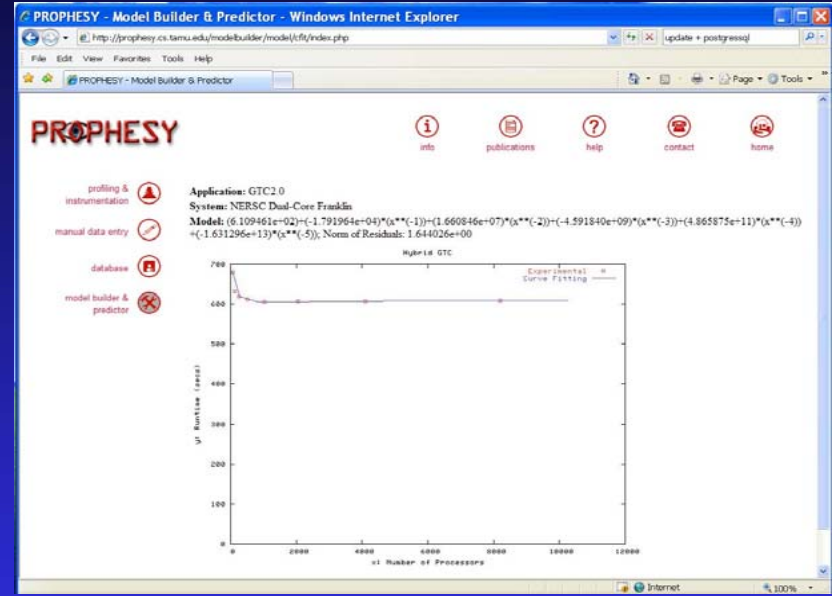 PROPHESY - Model Builder & Predictor - Windows Internet Explorer
http://prophesy.cs.tamu.edu/modelbuilder/model/cfit/index.php
update + postgressql
File Edit View Favorites Tools Help
PROPHESY - Model Builder & Predictor
Page Tools
PROPHESY
info
publications
help
contact
home
profiling &
instrumentation
manual data entry
database
model builder &
predictor
Application: GTC2.0
System: NERSC Dual-Core Franklin
Model: (6.109461e+02)+(-1.791964e+04)*(x**(-1))+(1.660846e+07)*(x**(-2))+(-4.591840e+09)*(x**(-3))+(4.865875e+11)*(x**(-4))
+(-1.631296e+13)*(x**(-5)); Norm of Residuals: 1.644026e+00
Hybrid GTC
Experimental
Curve Fitting
700
600
500
400
300
200
100
0
y: Runtime (secs)
0 2000 4000 6000 8000 10000 12000
x: Number of Processors
Internet
100%